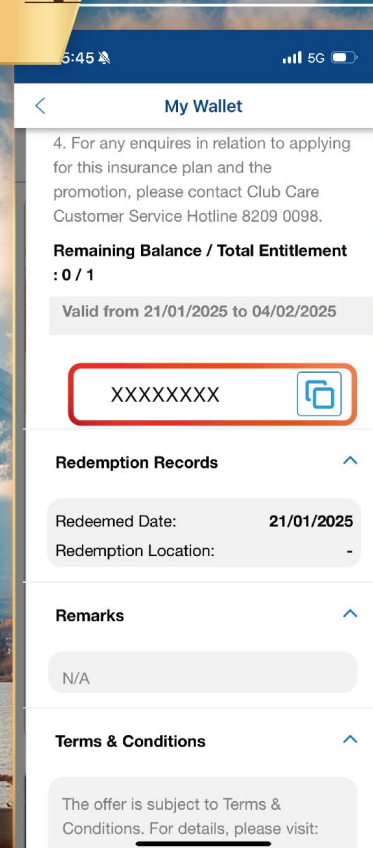 5:45
5G
My Wallet
4. For any enquires in relation to applying
for this insurance plan and the
promotion, please contact Club Care
Customer Service Hotline 8209 0098.
Remaining Balance / Total Entitlement
: 0 / 1
Valid from 21/01/2025 to 04/02/2025
XXXXXXXX
Redemption Records
Redeemed Date: 21/01/2025
Redemption Location: -
Remarks
N/A
Terms & Conditions
The offer is subject to Terms &
Conditions. For details, please visit: